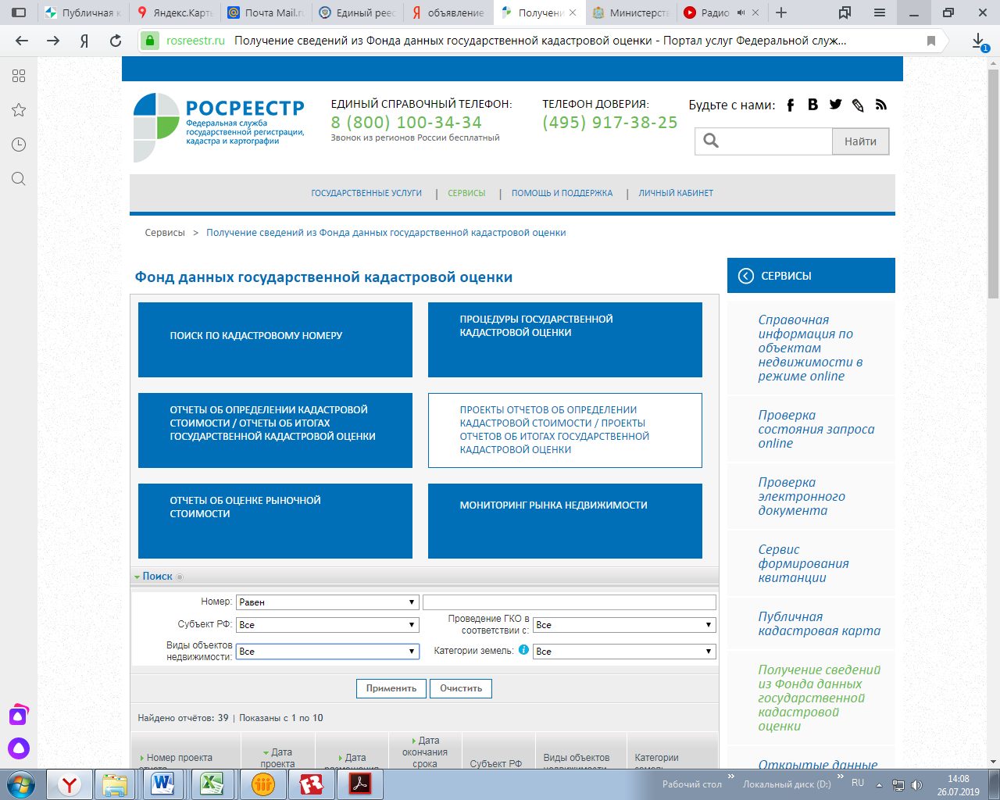 Публичная к
Яндекс.Карт
Почта Mail.r
Единый реес
объявление
Получени
Министерств
Радио
rosreestr.ru Получение сведений из Фонда данных государственной кадастровой оценки - Портал услуг Федеральной служ...
1
РОСРЕЕСТР
Федеральная служба
государственной регистрации,
кадастра и картографии
ЕДИНЫЙ СПРАВОЧНЫЙ ТЕЛЕФОН:
8 (800) 100-34-34
Звонок из регионов России бесплатный
ТЕЛЕФОН ДОВЕРИЯ:
(495) 917-38-25
Будьте с нами:
Найти
ГОСУДАРСТВЕННЫЕ УСЛУГИ | СЕРВИСЫ | ПОМОЩЬ И ПОДДЕРЖКА | ЛИЧНЫЙ КАБИНЕТ
Сервисы > Получение сведений из Фонда данных государственной кадастровой оценки
Фонд данных государственной кадастровой оценки
ПОИСК ПО КАДАСТРОВОМУ НОМЕРУ
ПРОЦЕДУРЫ ГОСУДАРСТВЕННОЙ
КАДАСТРОВОЙ ОЦЕНКИ
ОТЧЕТЫ ОБ ОПРЕДЕЛЕНИИ КАДАСТРОВОЙ
СТОИМОСТИ / ОТЧЕТЫ ОБ ИТОГАХ
ГОСУДАРСТВЕННОЙ КАДАСТРОВОЙ ОЦЕНКИ
ПРОЕКТЫ ОТЧЕТОВ ОБ ОПРЕДЕЛЕНИИ
КАДАСТРОВОЙ СТОИМОСТИ / ПРОЕКТЫ
ОТЧЕТОВ ОБ ИТОГАХ ГОСУДАРСТВЕННОЙ
КАДАСТРОВОЙ ОЦЕНКИ
ОТЧЕТЫ ОБ ОЦЕНКЕ РЫНОЧНОЙ
СТОИМОСТИ
МОНИТОРИНГ РЫНКА НЕДВИЖИМОСТИ
Поиск
Номер: Равен
Субъект РФ: Все
Проведение ГКО в
соответствии с: Все
Виды объектов
недвижимости: Все
Категории земель: Все
Применить Очистить
Найдено отчётов: 39 | Показаны с 1 по 10
Номер проекта
отчета
Дата
проекта
Дата
размещения
Дата
окончания
срока
Субъект РФ
Виды объектов
недвижимости
Категории
земель
СЕРВИСЫ
Справочная
информация по
объектам
недвижимости в
режиме online
Проверка
состояния запроса
online
Проверка
электронного
документа
Сервис
формирования
квитанции
Публичная
кадастровая карта
Получение сведений
из Фонда данных
государственной
кадастровой
оценки
Открытые данные
Рабочий стол » Локальный диск (D:) » RU
14:08
26.07.2019